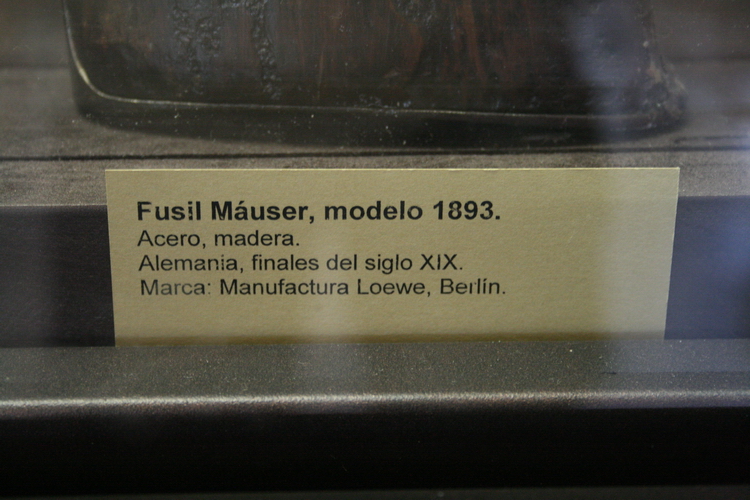 Fusil Máuser, modelo 1893.
Acero, madera.
Alemania, finales del siglo XIX.
Marca: Manufactura Loewe, Berlín.